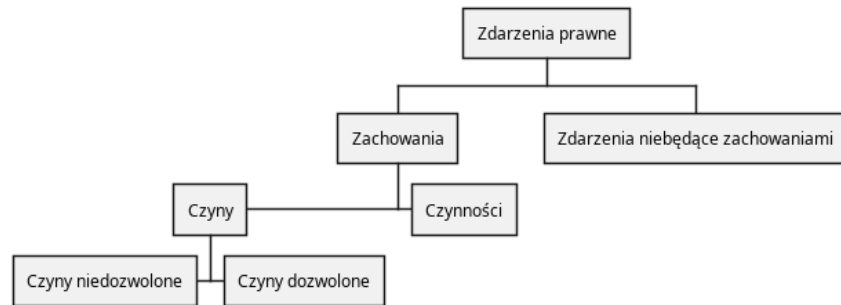 Zdarzenia prawne
Zachowania
Zdarzenia niebędące zachowaniami
Czyny
Czynności
Czyny niedozwolone
Czyny dozwolone